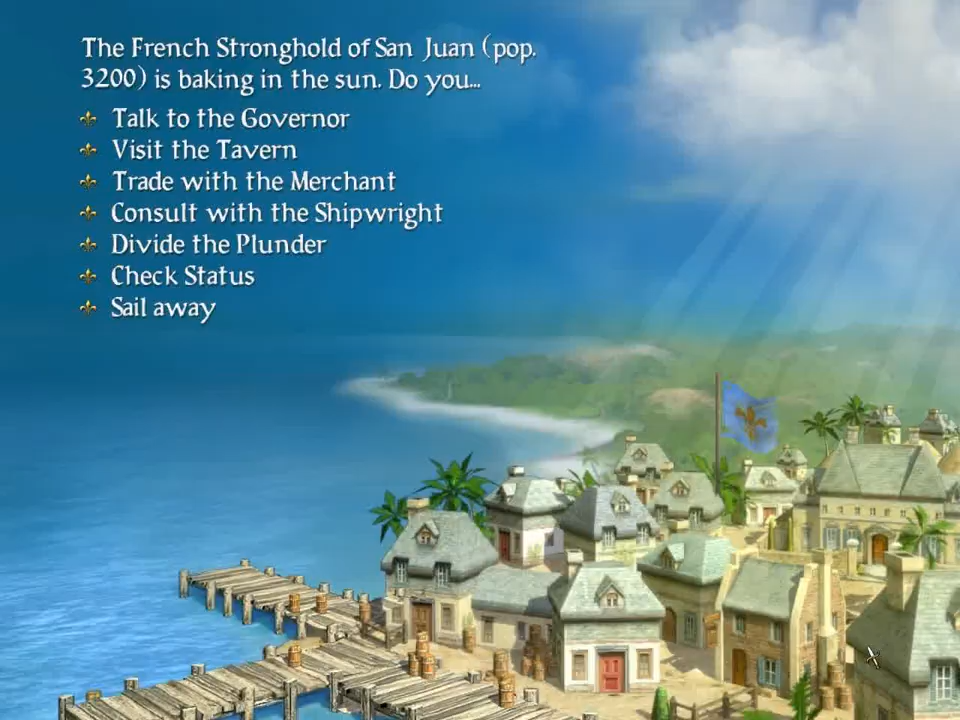 The French Stronghold of San Juan (pop.
3200) is baking in the sun. Do you...
Talk to the Governor
Visit the Tavern
Trade with the Merchant
Consult with the Shipwright
Divide the Plunder
Check Status
Sail away